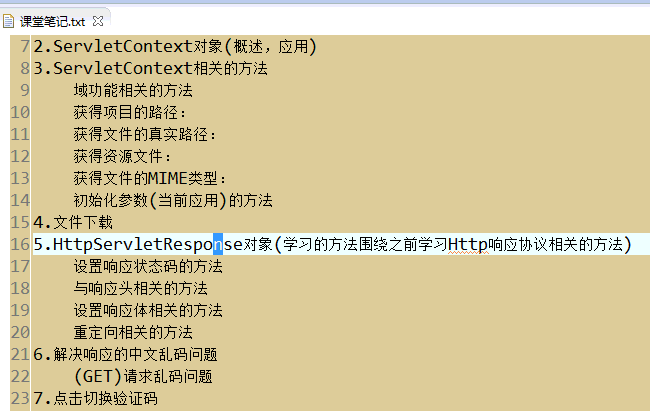 课堂笔记.txt
7 2.ServletContext对象(概述，应用)
8 3.ServletContext相关的方法
9 域功能相关的方法
10 获得项目的路径：
11 获得文件的真实路径：
12 获得资源文件：
13 获得文件的MIME类型：
14 初始化参数(当前应用)的方法
15 4.文件下载
16 5.HttpServletResponse对象(学习的方法围绕之前学习Http响应协议相关的方法)
17 设置响应状态码的方法
18 与响应头相关的方法
19 设置响应体相关的方法
20 重定向相关的方法
21 6.解决响应的中文乱码问题
22 (GET)请求乱码问题
23 7.点击切换验证码